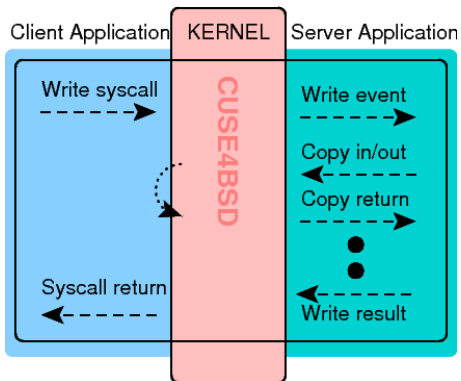 Client Application
KERNEL
Server Application
Write syscall
CUSE4BSD
Write event
Copy in/out
Copy return
Syscall return
Write result